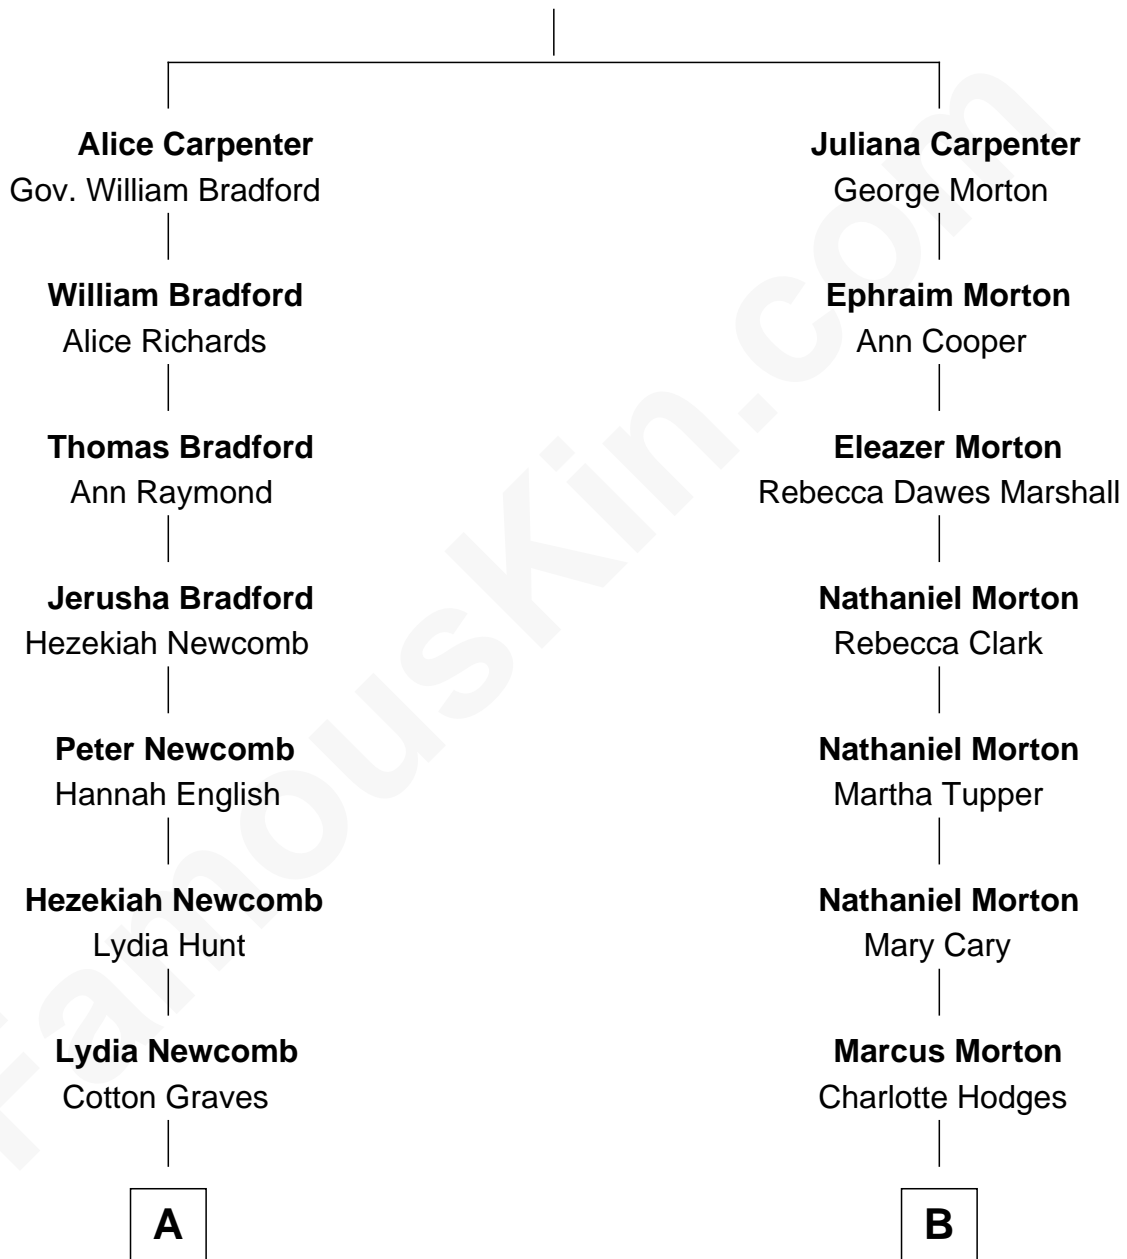 Alice Carpenter
Gov. William Bradford
William Bradford
Alice Richards
Thomas Bradford
Ann Raymond
Jerusha Bradford
Hezekiah Newcomb
Peter Newcomb
Hannah English
Hezekiah Newcomb
Lydia Hunt
Lydia Newcomb
Cotton Graves
A
Juliana Carpenter
George Morton
Ephraim Morton
Ann Cooper
Eleazer Morton
Rebecca Dawes Marshall
Nathaniel Morton
Rebecca Clark
Nathaniel Morton
Martha Tupper
Nathaniel Morton
Mary Cary
Marcus Morton
Charlotte Hodges
B
FamousKin.com